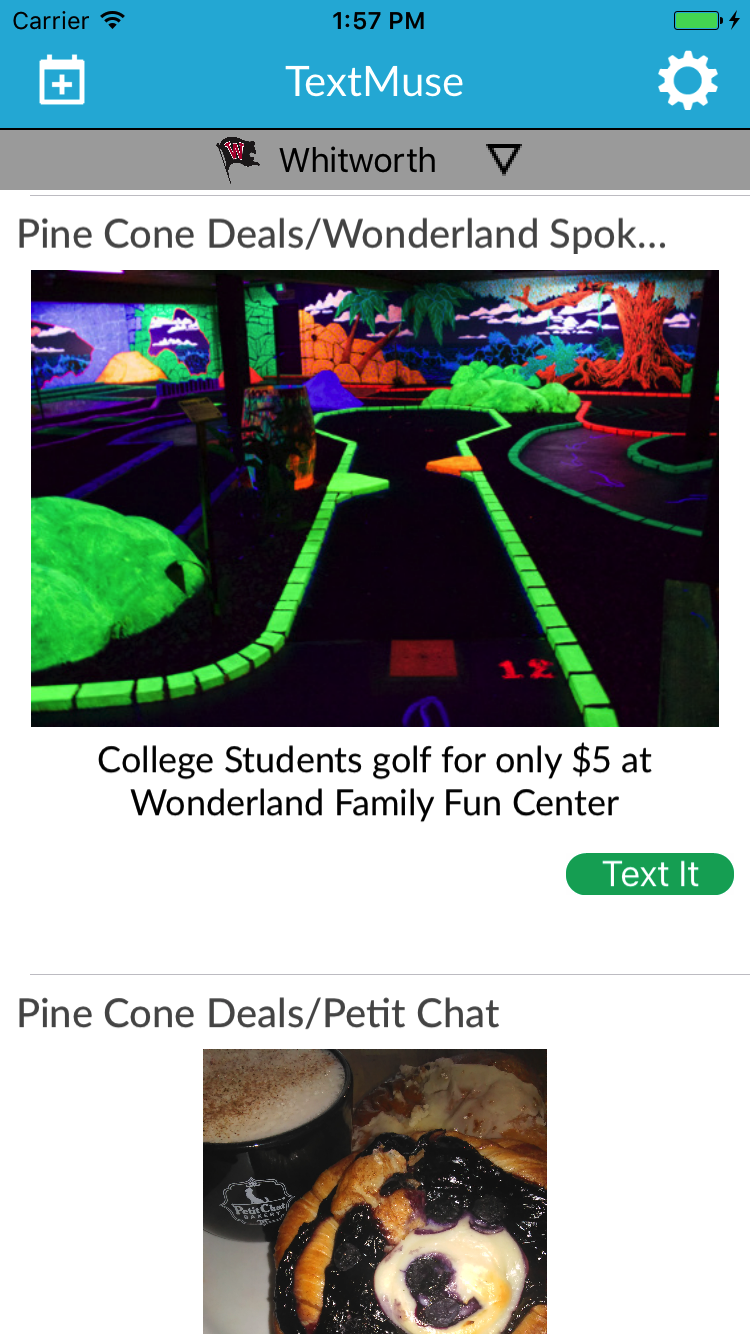 Carrier
1:57 PM
TextMuse
W
Whitworth
Pine Cone Deals/Wonderland Spok...
12
College Students golf for only $5 at
Wonderland Family Fun Center
Text It
Pine Cone Deals/Petit Chat
Petit Chat
BAKERY